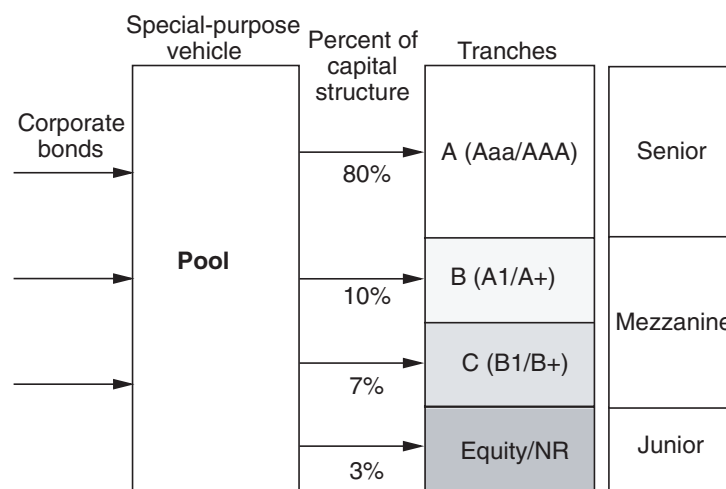 Special-purpose
vehicle
Percent of
capital
structure
Tranches
Corporate
bonds
Pool
80%
10%
7%
3%
A (Aaa/AAA)
B (A1/A+)
C (B1/B+)
Equity/NR
Senior
Mezzanine
Junior